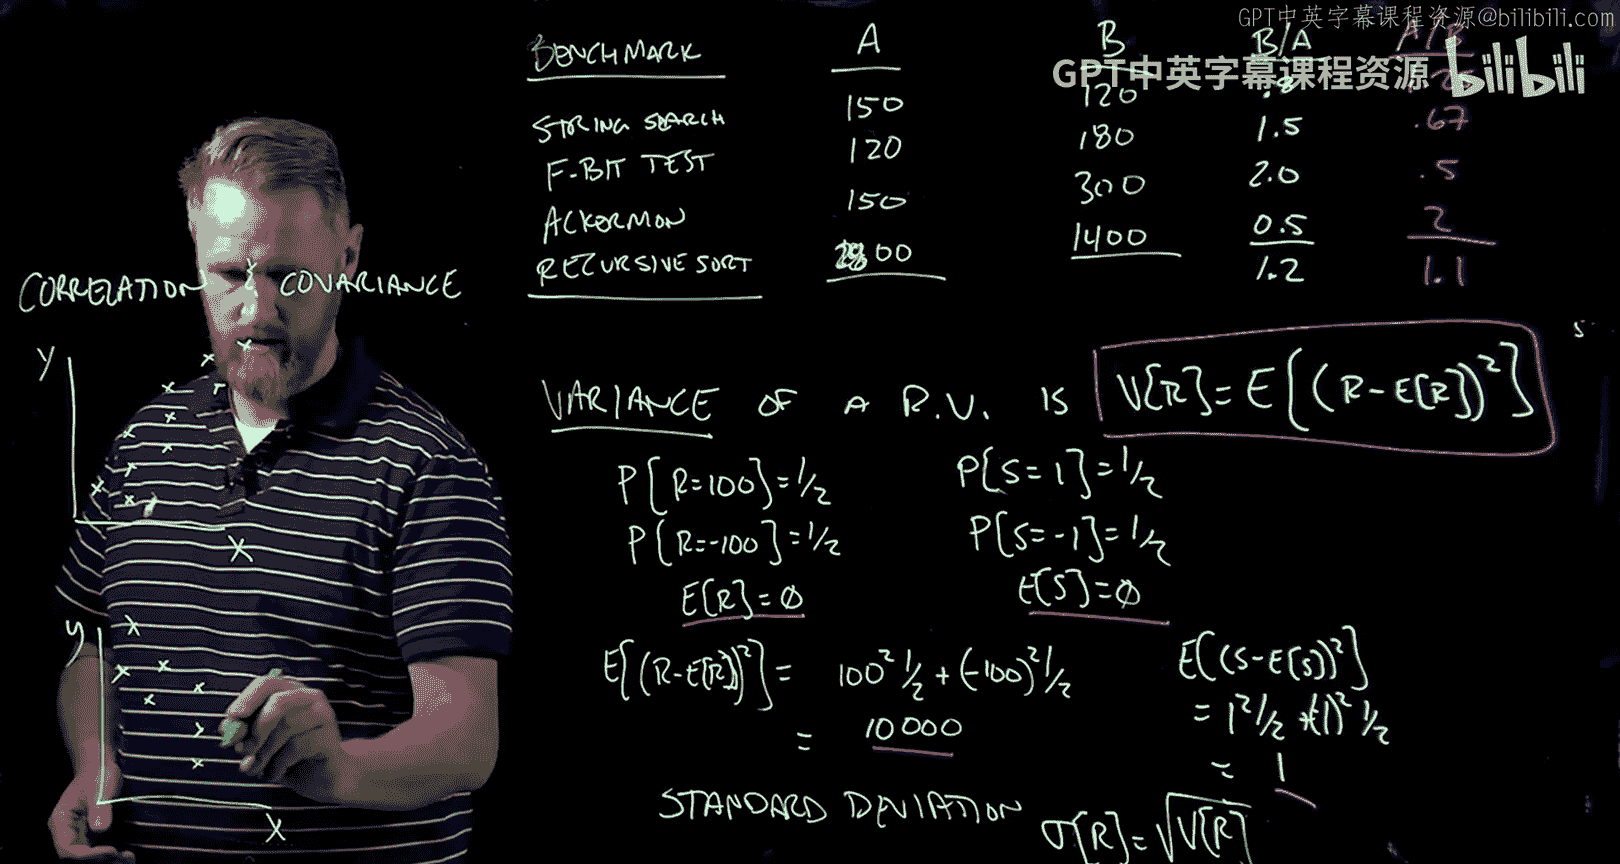 GPT中英字幕课程资源@bilibili.com
GPT中英字幕课程资源 bilibili
BENCHMARK A B B/A A/B
STRING SEARCH 150 120 .8
F-BIT TEST 120 180 1.5 .67
ACKERMON 150 300 2.0 .5
RECURSIVE SORT 1400 0.5 2
1.2 1.1
CORRELATION & COVARIANCE
Y
X
VARIANCE OF A R.V. IS V[R]=E[(R-E[R])²]
P[R=100]=1/2 P[S=1]=1/2
P[R=-100]=1/2 P[S=-1]=1/2
E[R]=0 E[S]=0
E[(R-E[R])²]= 100² 1/2 + (-100)² 1/2
= 10000
E[(S-E[S])²]
= 1² 1/2 + (-1)² 1/2
= 1
y
X
STANDARD DEVIATION σ[R]=√V[R]